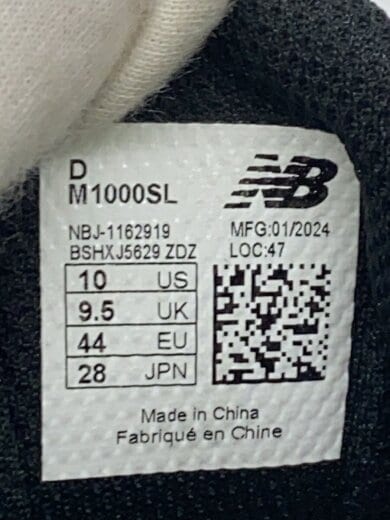 D
M1000SL
NB
NBJ-1162919 MFG:01/2024
BSHXJ5629 ZDZ LOC:47
10 US
9.5 UK
44 EU
28 JPN
Made in China
Fabriqué en Chine